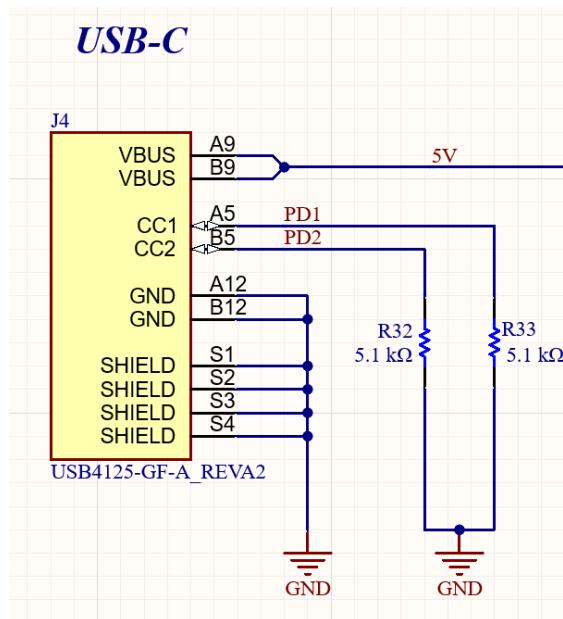 USB-C
J4
VBUS A9
VBUS B9
5V
CC1 A5 PD1
CC2 B5 PD2
GND A12
GND B12
R32
5.1 kΩ
R33
5.1 kΩ
SHIELD S1
SHIELD S2
SHIELD S3
SHIELD S4
USB4125-GF-A_REVA2
GND
GND